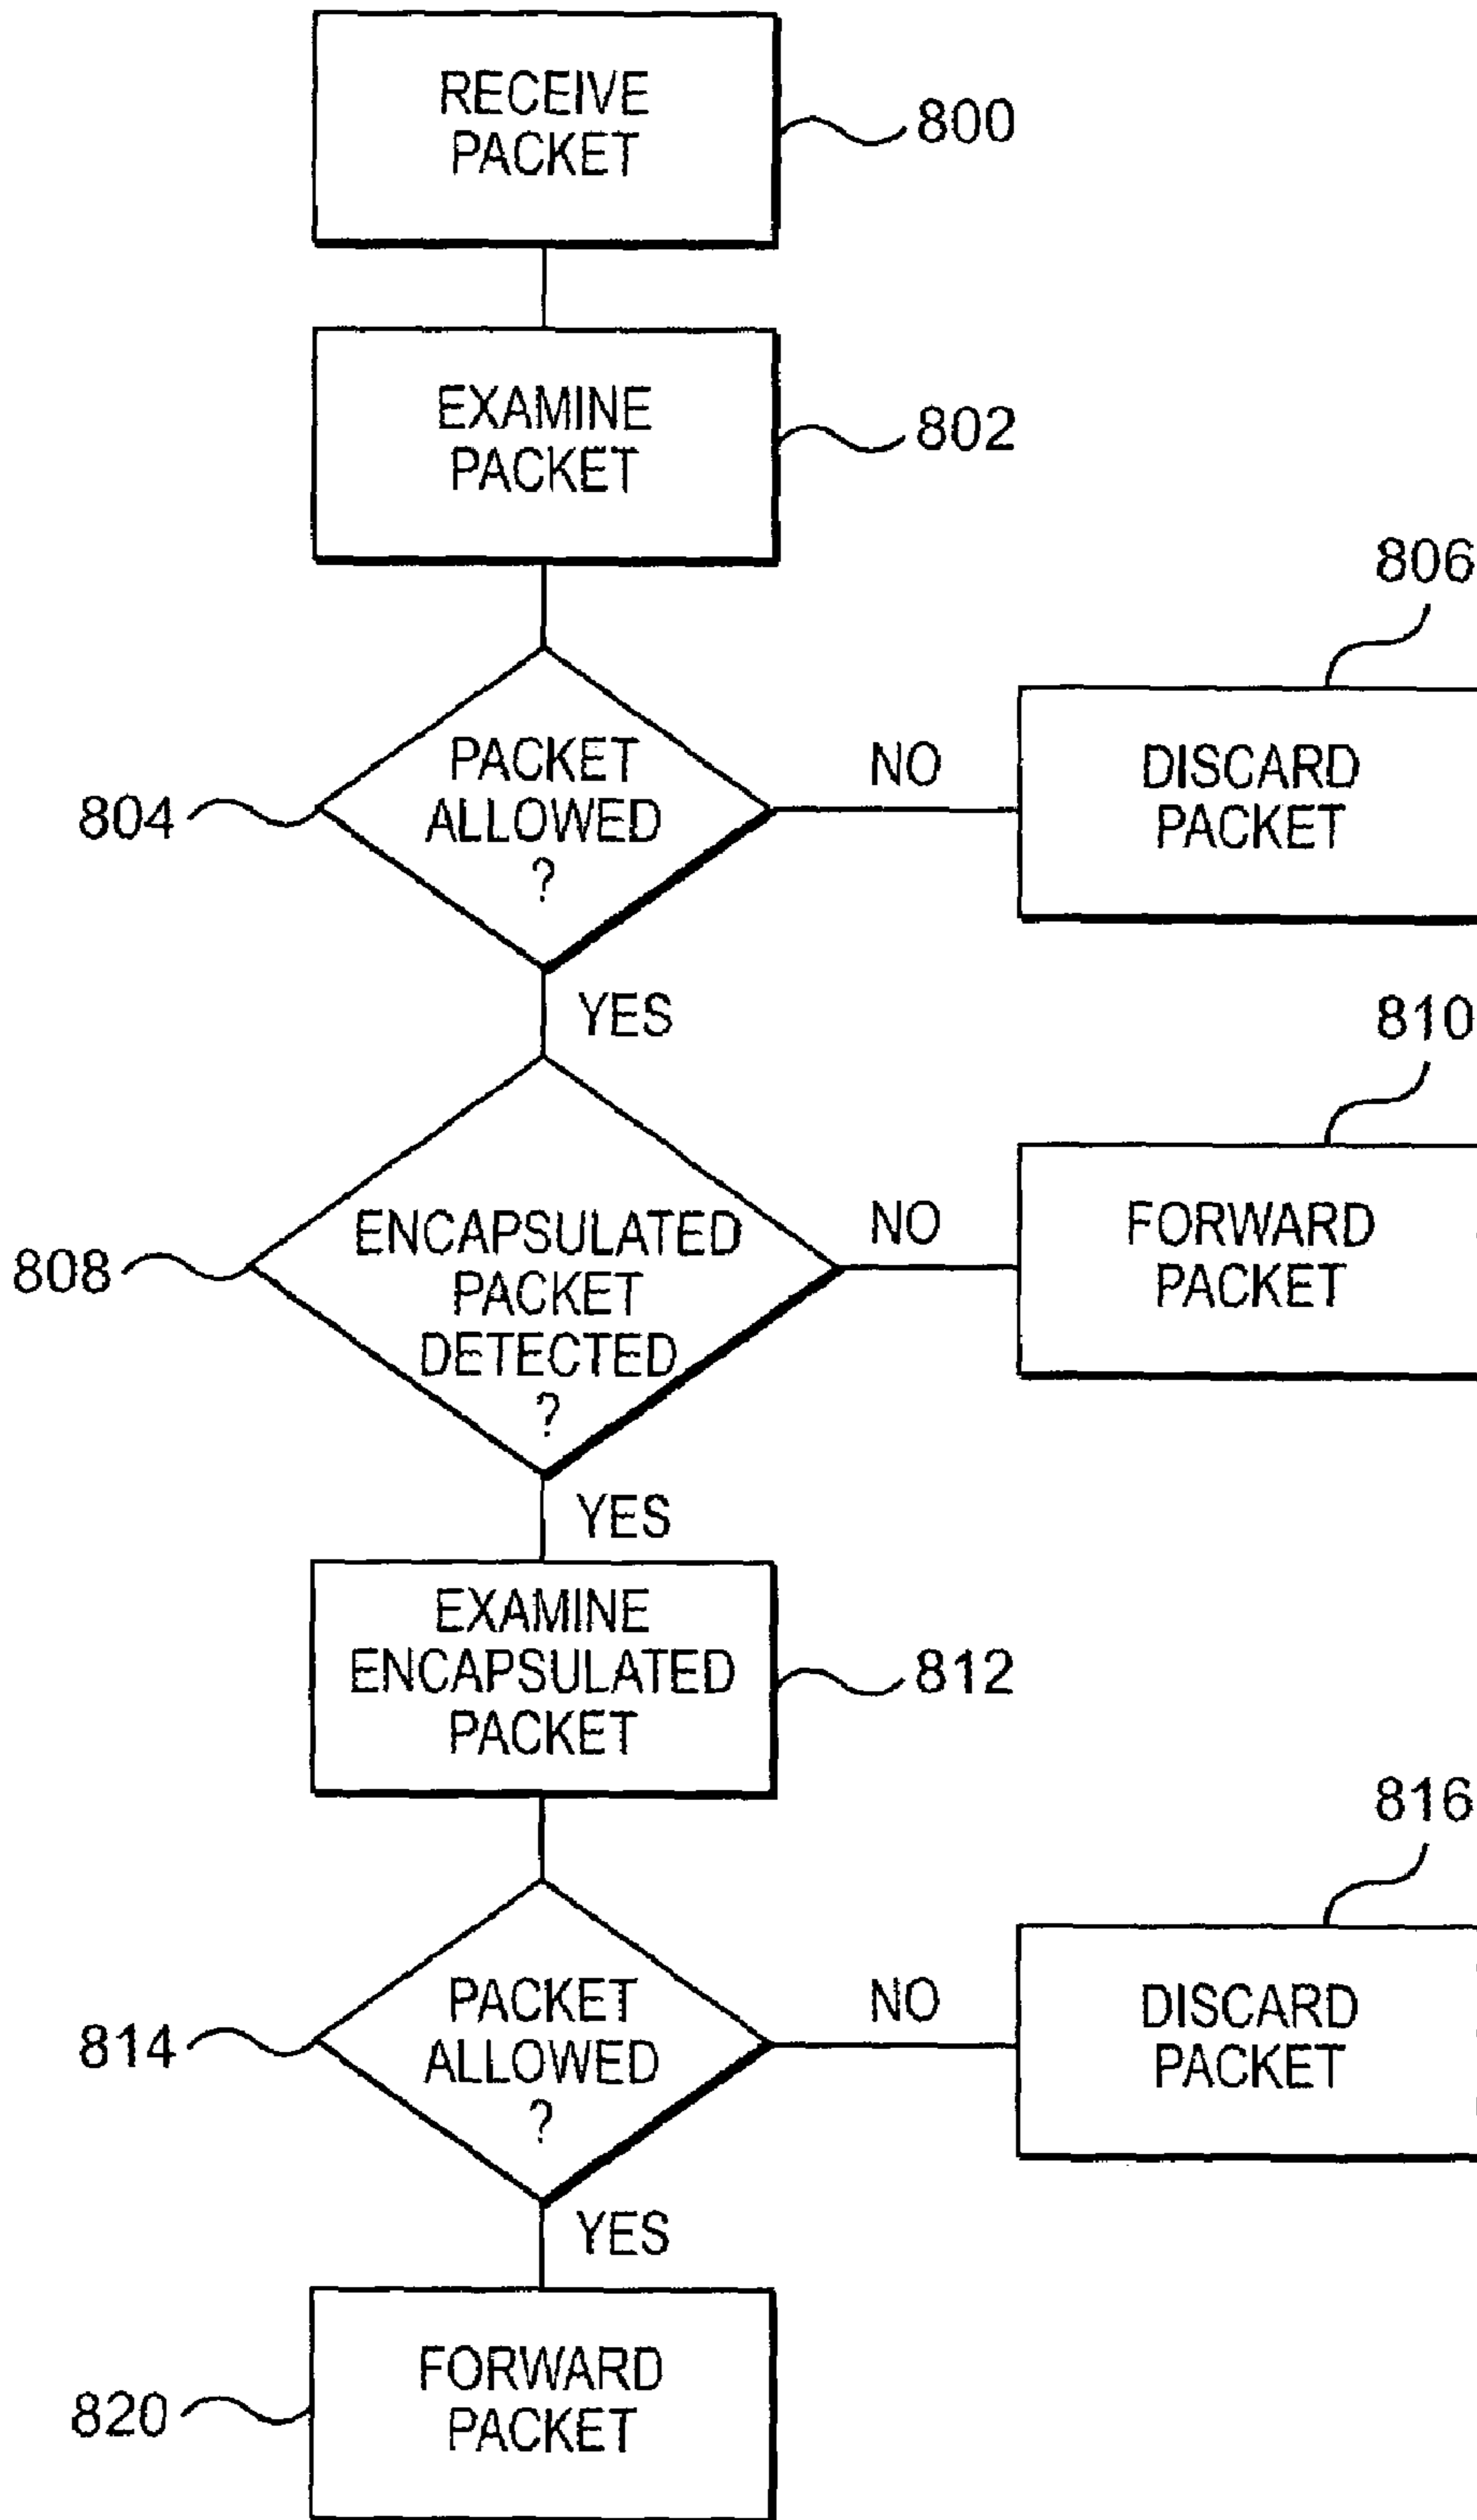 RECEIVE
PACKET
800
EXAMINE
PACKET
802
806
PACKET
ALLOWED
?
804
NO
DISCARD
PACKET
YES
810
ENCAPSULATED
PACKET
DETECTED
?
808
NO
FORWARD
PACKET
YES
EXAMINE
ENCAPSULATED
PACKET
812
816
PACKET
ALLOWED
?
814
NO
DISCARD
PACKET
YES
FORWARD
PACKET
820